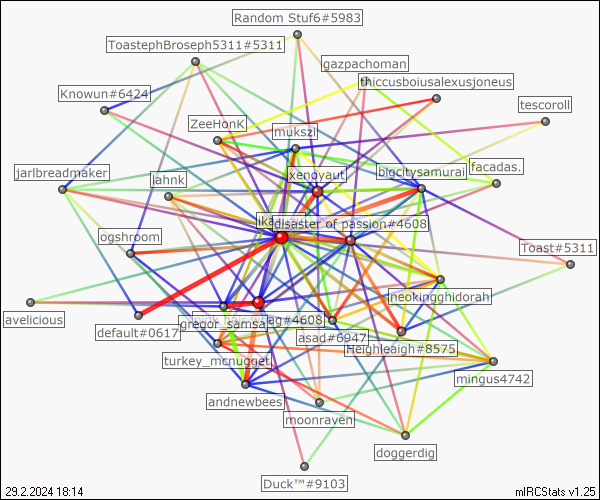 Random Stuf6#5983
ToastephBroseph5311#5311
gazpachoman
thiccusboiusalexusjoneus
Knowun#6424
tescoroll
ZeeHonK
mukszi
jarlbreadmaker
xenoyaut
bigcitysamurai
facadas.
jahnk
disaster of passion#4608
ogshroom
Toast#5311
neokingghidorah
avelicious
default#0617
gregor_samsa
ag#4608
asad#6947
Heighleaigh#8575
turkey_mcnugget
mingus4742
andnewbees
moonraven
doggerdig
Duck™#9103
29.2.2024 18:14
mIRCStats v1.25